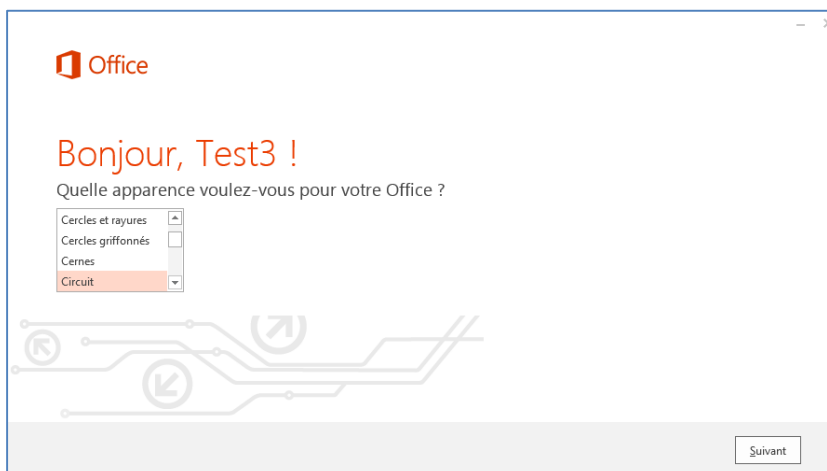 Office
Bonjour, Test3 !
Quelle apparence voulez-vous pour votre Office ?
Cercles et rayures
Cercles griffonnés
Cernes
Circuit
Suivant